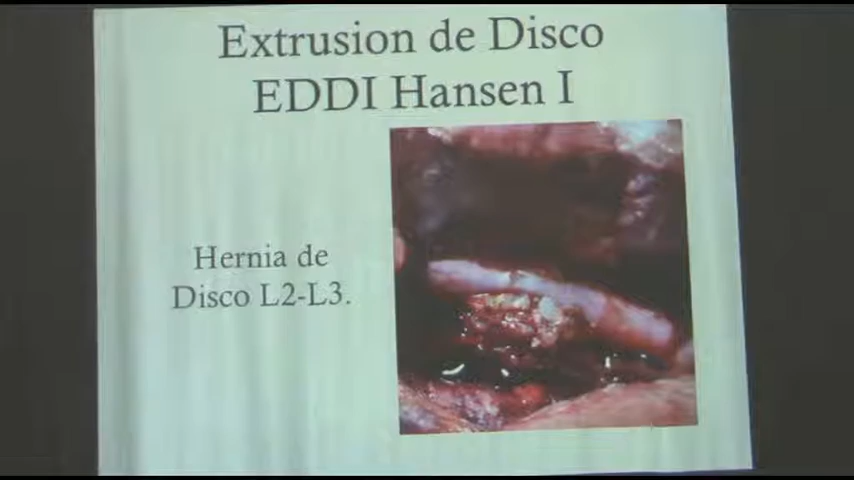 Extrusion de Disco
EDDI Hansen I
Hernia de
Disco L2-L3.